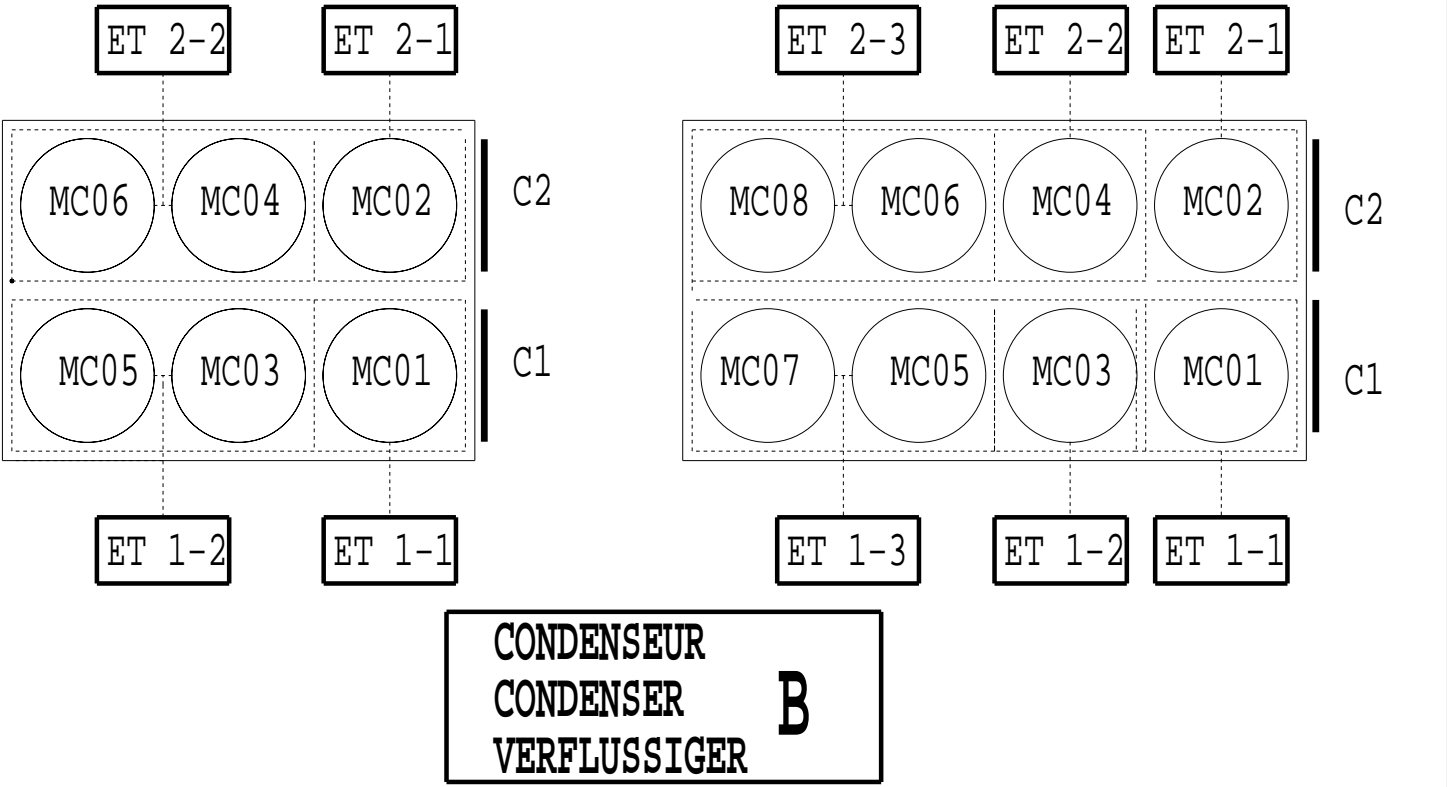 ET 2-2 ET 2-1 ET 2-3 ET 2-2 ET 2-1
MC06 MC04 MC02 C2 MC08 MC06 MC04 MC02 C2
MC05 MC03 MC01 C1 MC07 MC05 MC03 MC01 C1
ET 1-2 ET 1-1 ET 1-3 ET 1-2 ET 1-1
CONDENSEUR
CONDENSER B
VERFLUSSIGER